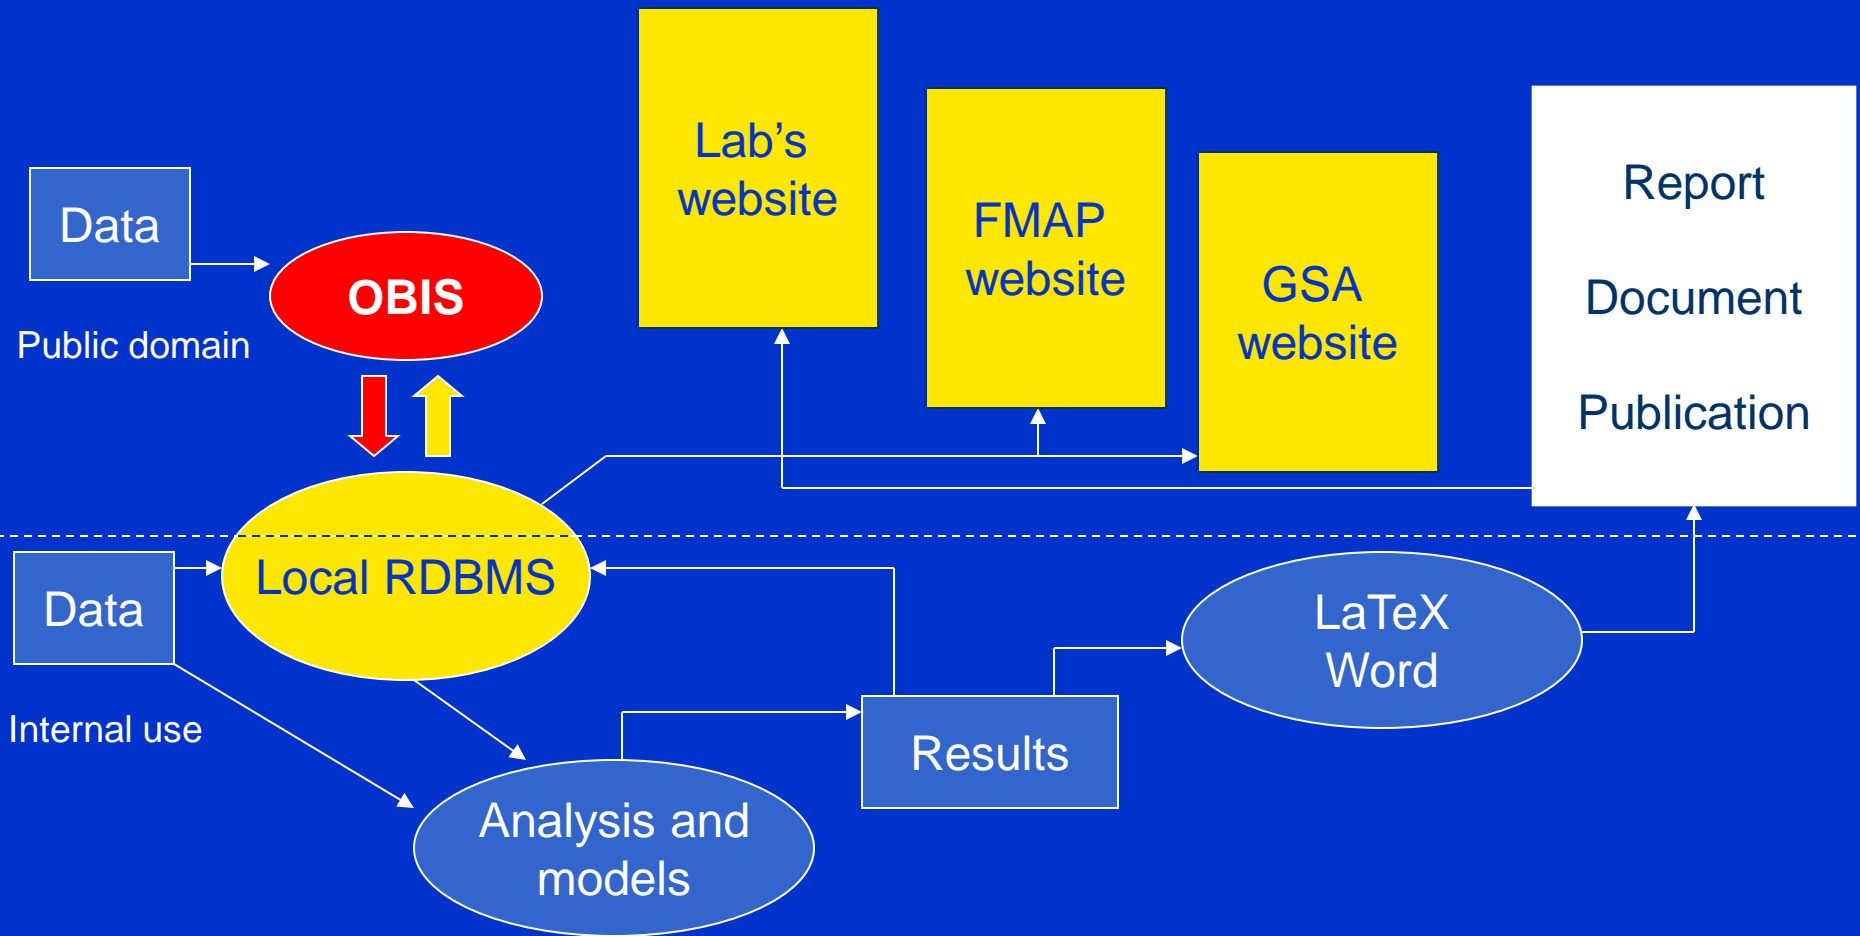 Lab's
website
FMAP
website
GSA
website
Report
Document
Publication
Data
OBIS
Public domain
Local RDBMS
Data
Internal use
LaTeX
Word
Results
Analysis and
models